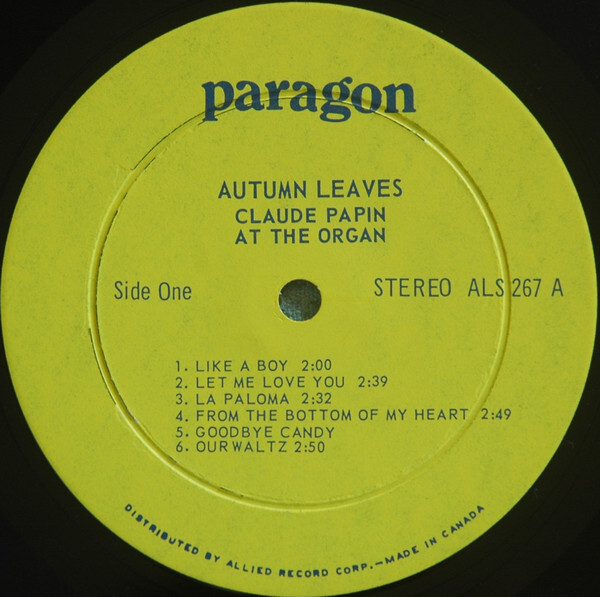 paragon
AUTUMN LEAVES
CLAUDE PAPIN
AT THE ORGAN
Side One
STEREO ALS 267 A
1. LIKE A BOY 2:00
2. LET ME LOVE YOU 2:39
3. LA PALOMA 2:32
4. FROM THE BOTTOM OF MY HEART 2:49
5. GOODBYE CANDY
6. OUR WALTZ 2:50
DISTRIBUTED BY ALLIED RECORD CORP.—MADE IN CANADA